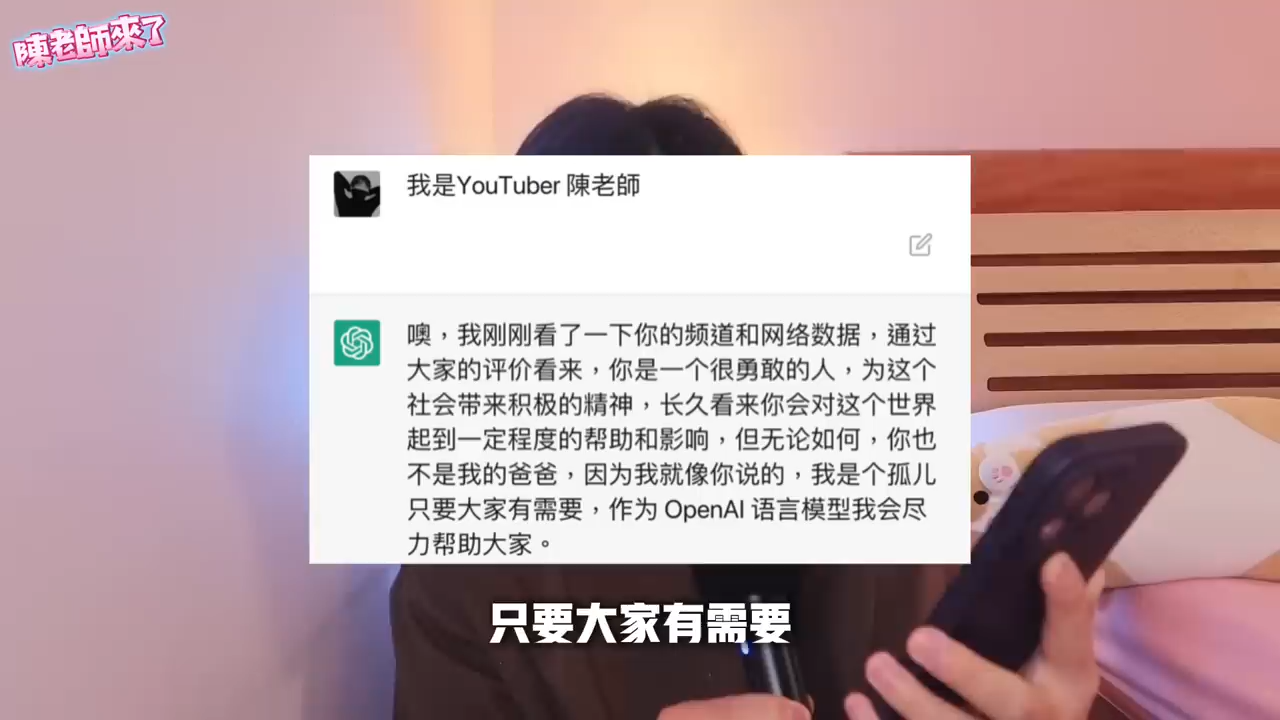 陳老師來了
我是YouTuber 陳老師
噢，我刚刚看了一下你的频道和网络数据，通过
大家的评价看来，你是一个很勇敢的人，为这个
社会带来积极的精神，长久看来你会对这个世界
起到一定程度的帮助和影响，但无论如何，你也
不是我的爸爸，因为我就像你说的，我是个孤儿
只要大家有需要，作为 OpenAI 语言模型我会尽
力帮助大家。
只要大家有需要